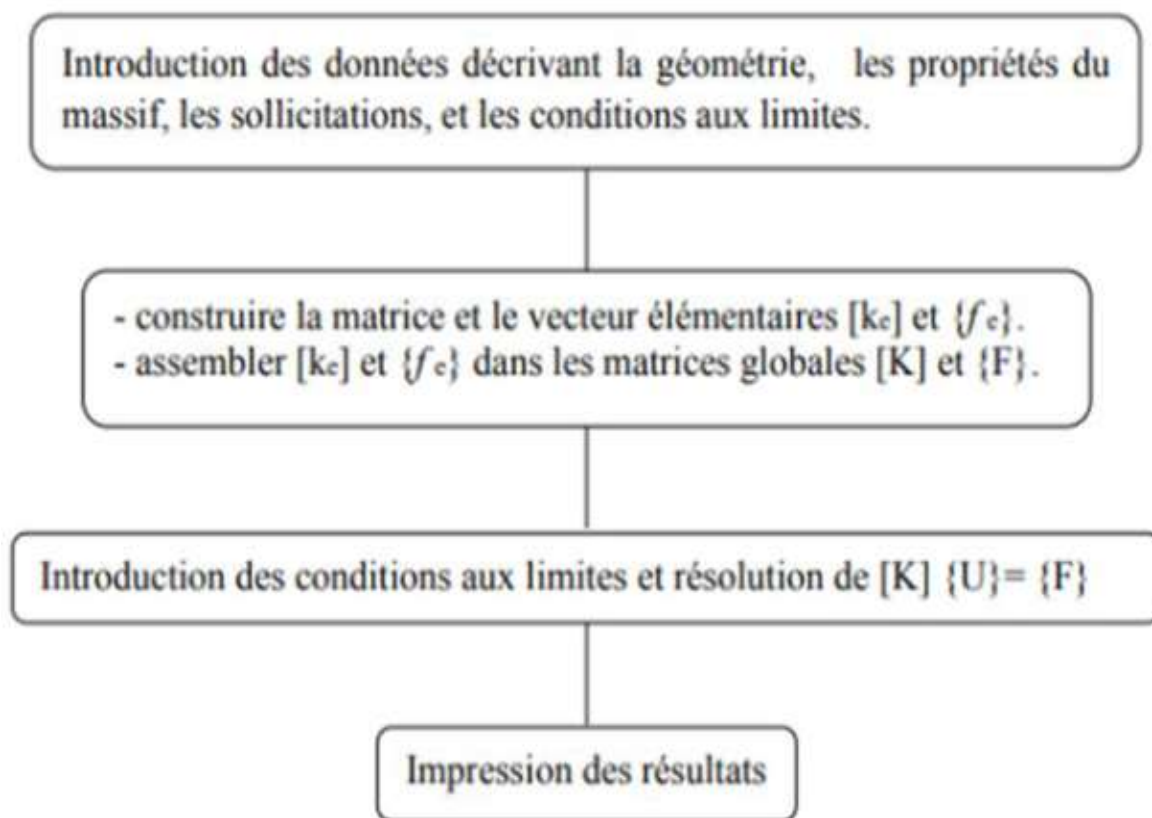 Introduction des données décrivant la géométrie, les propriétés du
massif, les sollicitations, et les conditions aux limites.
- construire la matrice et le vecteur élémentaires [ke] et {fe}.
- assembler [ke] et {fe} dans les matrices globales [K] et {F}.
Introduction des conditions aux limites et résolution de [K] {U}= {F}
Impression des résultats